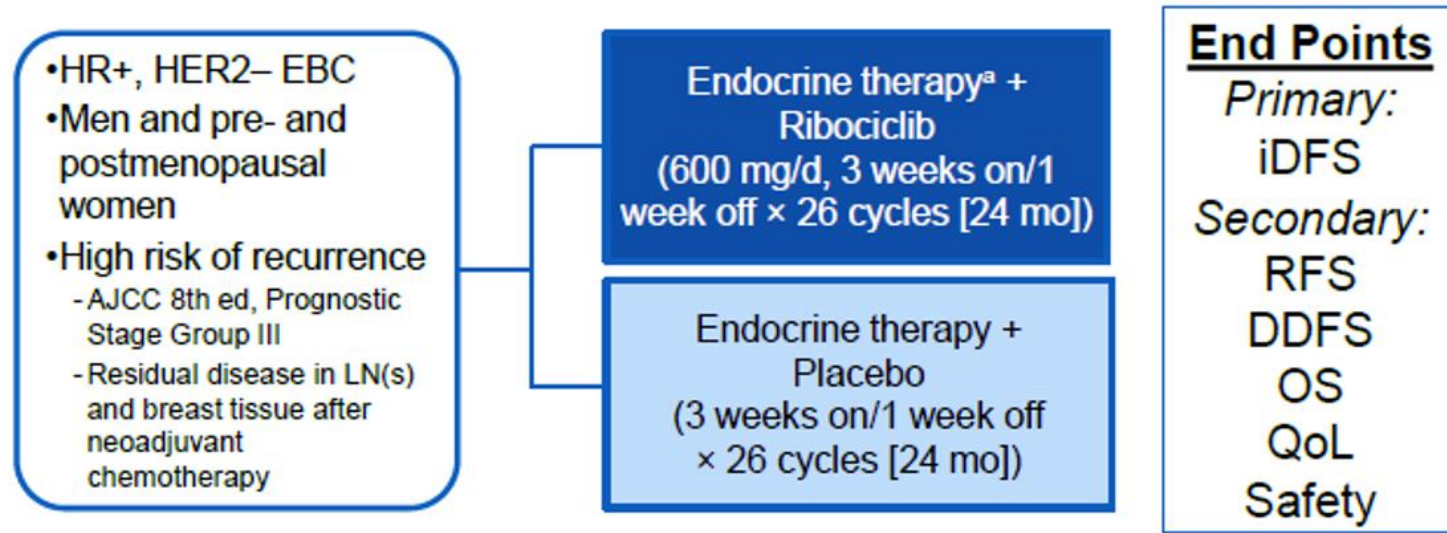 •HR+, HER2– EBC
•Men and pre- and
postmenopausal
women
•High risk of recurrence
- AJCC 8th ed, Prognostic
Stage Group III
- Residual disease in LN(s)
and breast tissue after
neoadjuvant
chemotherapy
Endocrine therapyᵃ +
Ribociclib
(600 mg/d, 3 weeks on/1
week off × 26 cycles [24 mo])
Endocrine therapy +
Placebo
(3 weeks on/1 week off
× 26 cycles [24 mo])
End Points
Primary:
iDFS
Secondary:
RFS
DDFS
OS
QoL
Safety